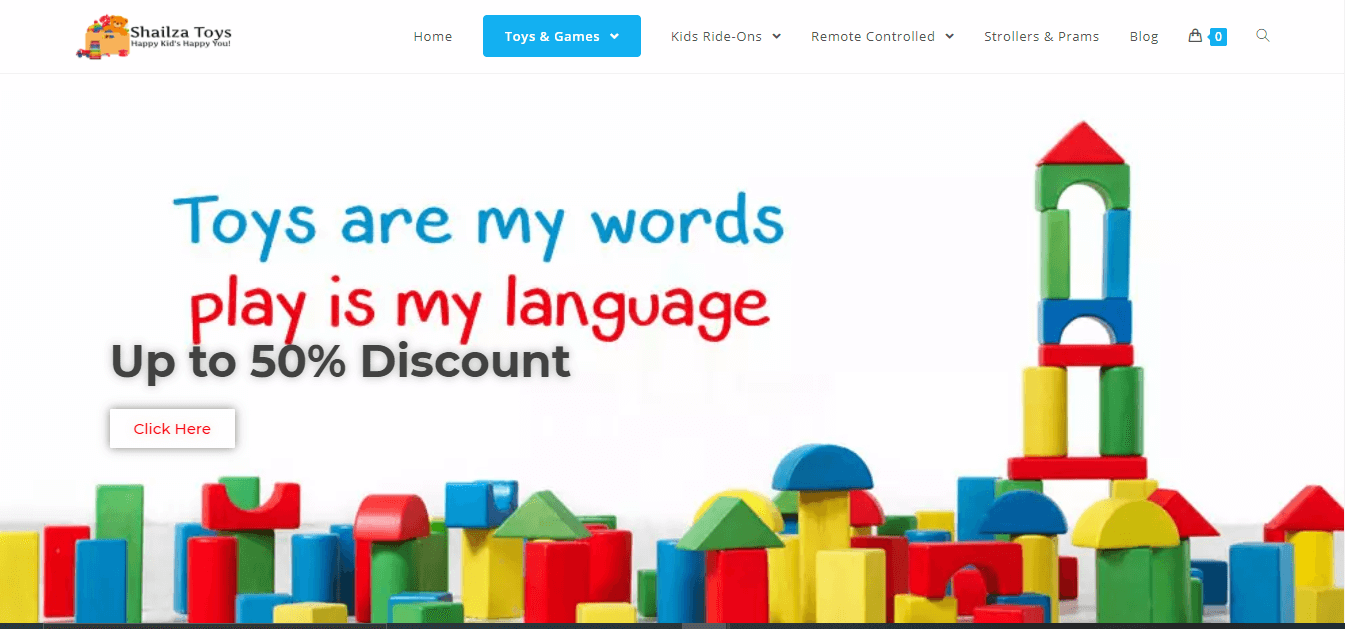 Shailza Toys
Happy Kid's Happy You!
Home
Toys & Games
Kids Ride-Ons
Remote Controlled
Strollers & Prams
Blog
0
Toys are my words
play is my language
Up to 50% Discount
Click Here